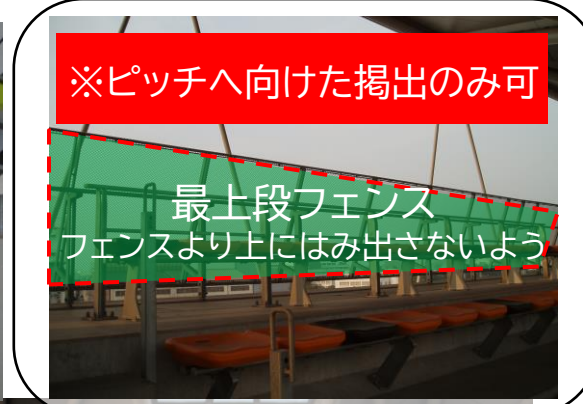 ※ピッチへ向けた掲出のみ可
最上段フェンス
フェンスより上にはみ出さないよう